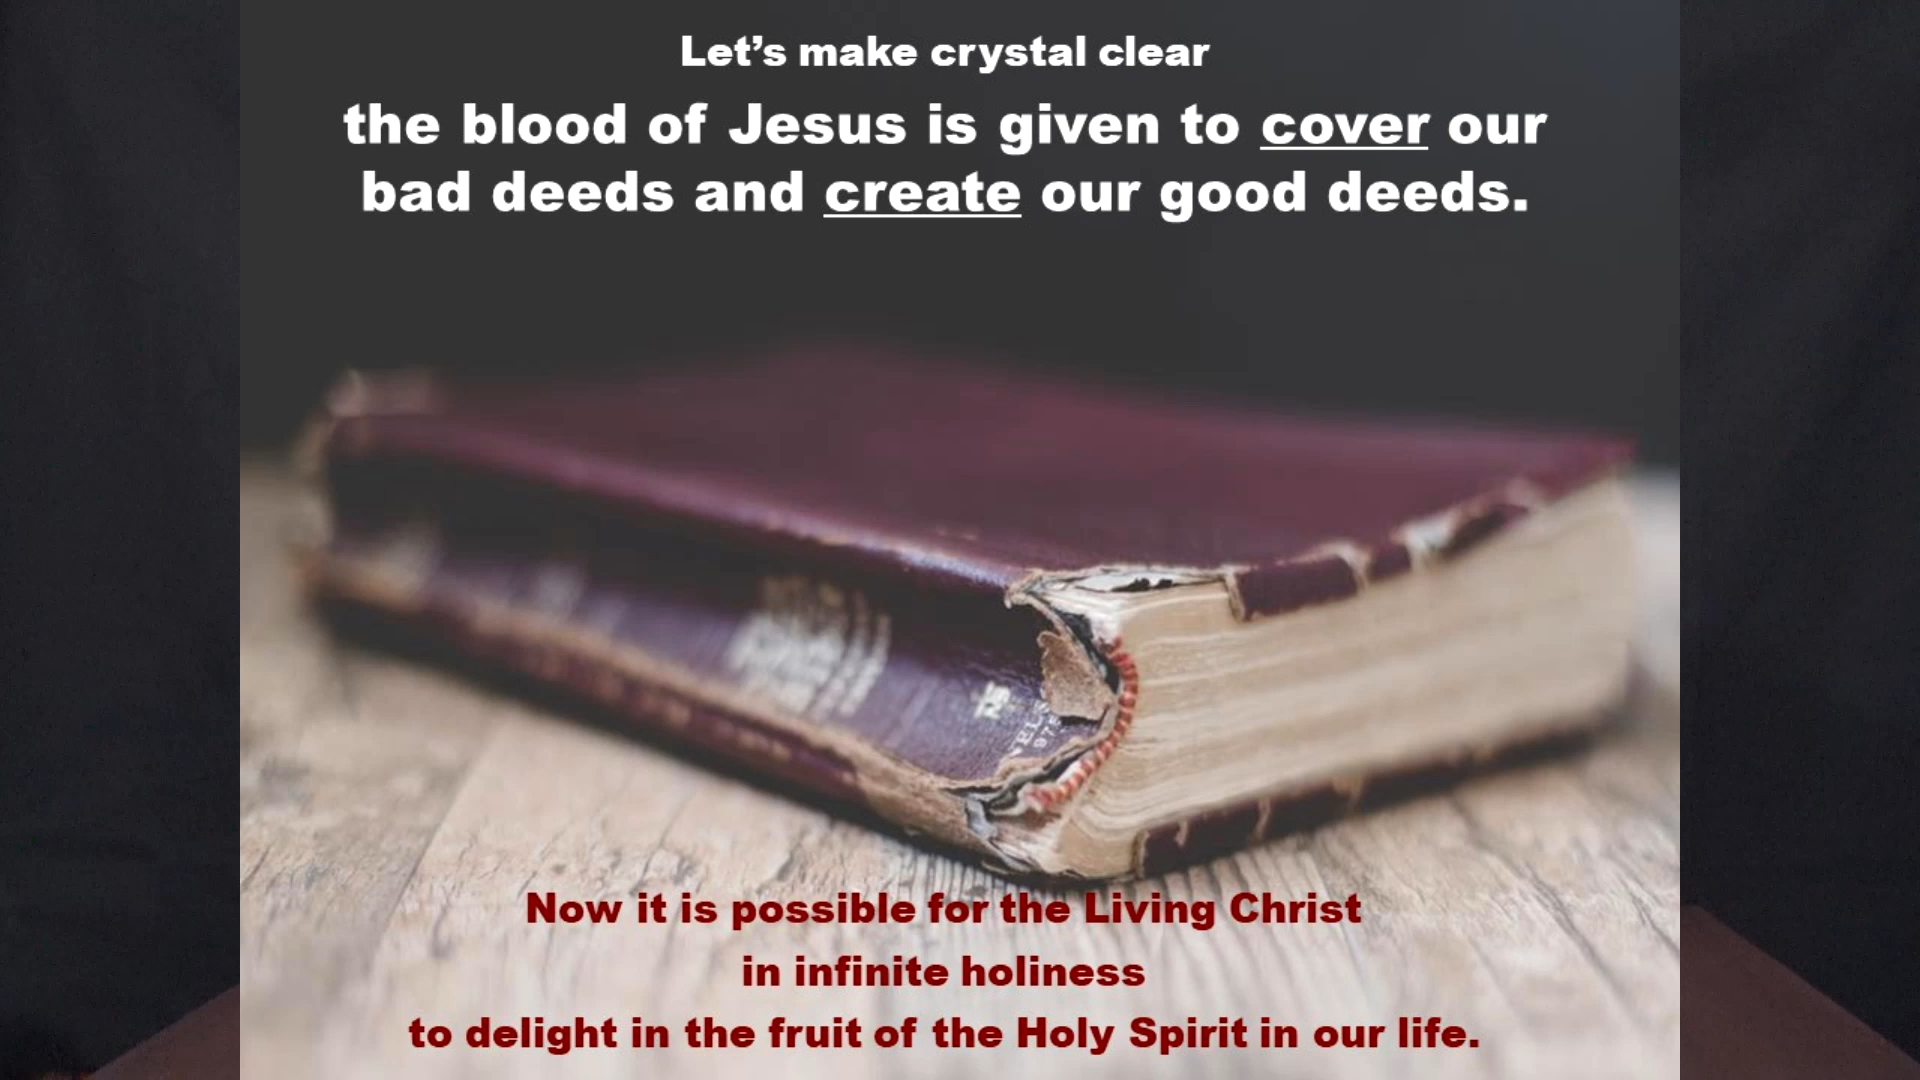 Let’s make crystal clear
the blood of Jesus is given to cover our
bad deeds and create our good deeds.
Now it is possible for the Living Christ
in infinite holiness
to delight in the fruit of the Holy Spirit in our life.